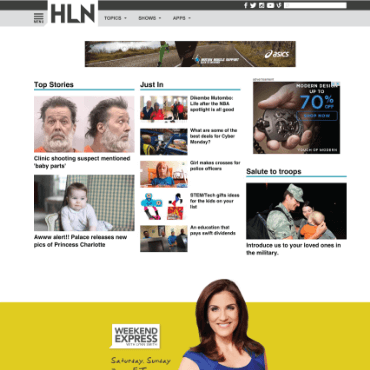 MENU
HLN
TOPICS
SHOWS
APPS
asics
Top Stories
Clinic shooting suspect mentioned
'baby parts'
Awww alert!! Palace releases new
pics of Princess Charlotte
Just In
Dikembe Mutombo:
Life after the NBA
spotlight is all good
What are some of the
best deals for Cyber
Monday?
Girl makes crosses for
police officers
STEM/Tech gifts ideas
for the kids on your
list
An education that
pays swift dividends
ADVERTISEMENT
MODERN DESIGN
UP TO
70% OFF
SHOP NOW
TOUCH OF MODERN
Salute to troops
Introduce us to your loved ones in
the military.
WEEKEND
EXPRESS
Saturday, Sunday